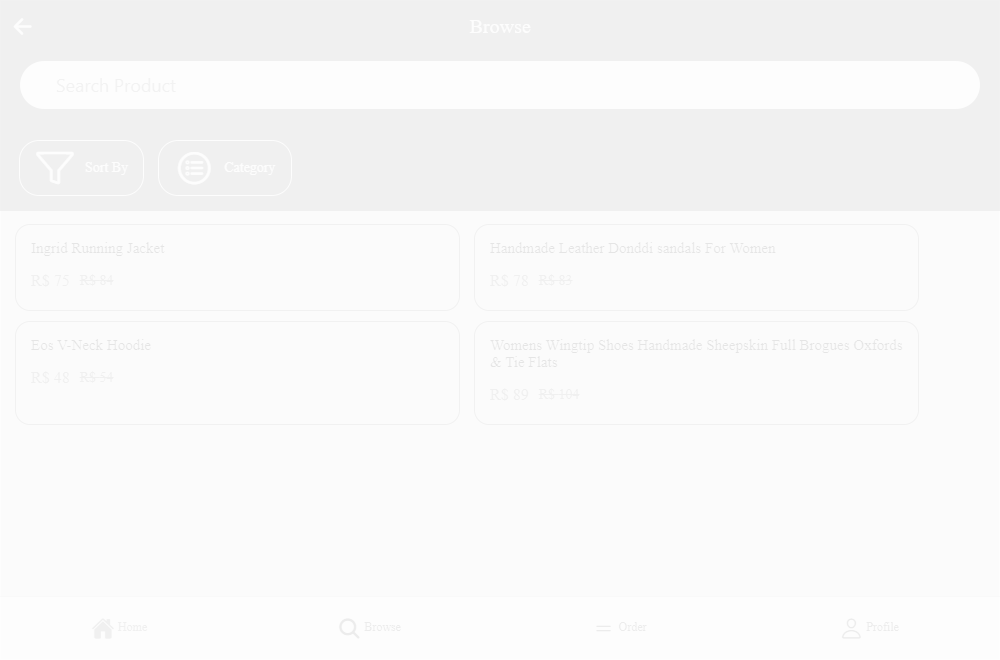 Browse
Search Product
Sort By
Category
Ingrid Running Jacket
R$ 75 R$ 84
Handmade Leather Donddi sandals For Women
R$ 78 R$ 83
Eos V-Neck Hoodie
R$ 48 R$ 54
Womens Wingtip Shoes Handmade Sheepskin Full Brogues Oxfords
& Tie Flats
R$ 89 R$ 104
Home
Browse
Order
Profile